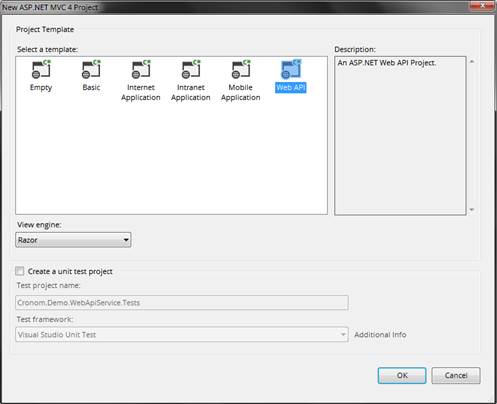 New ASP.NET MVC 4 Project
Project Template
Select a template:
Description:
Empty
Basic
Internet Application
Intranet Application
Mobile Application
Web API
An ASP.NET Web API Project.
View engine:
Razor
Create a unit test project
Test project name:
Cronom.Demo.WebApiService.Tests
Test framework:
Visual Studio Unit Test
Additional Info
OK
Cancel